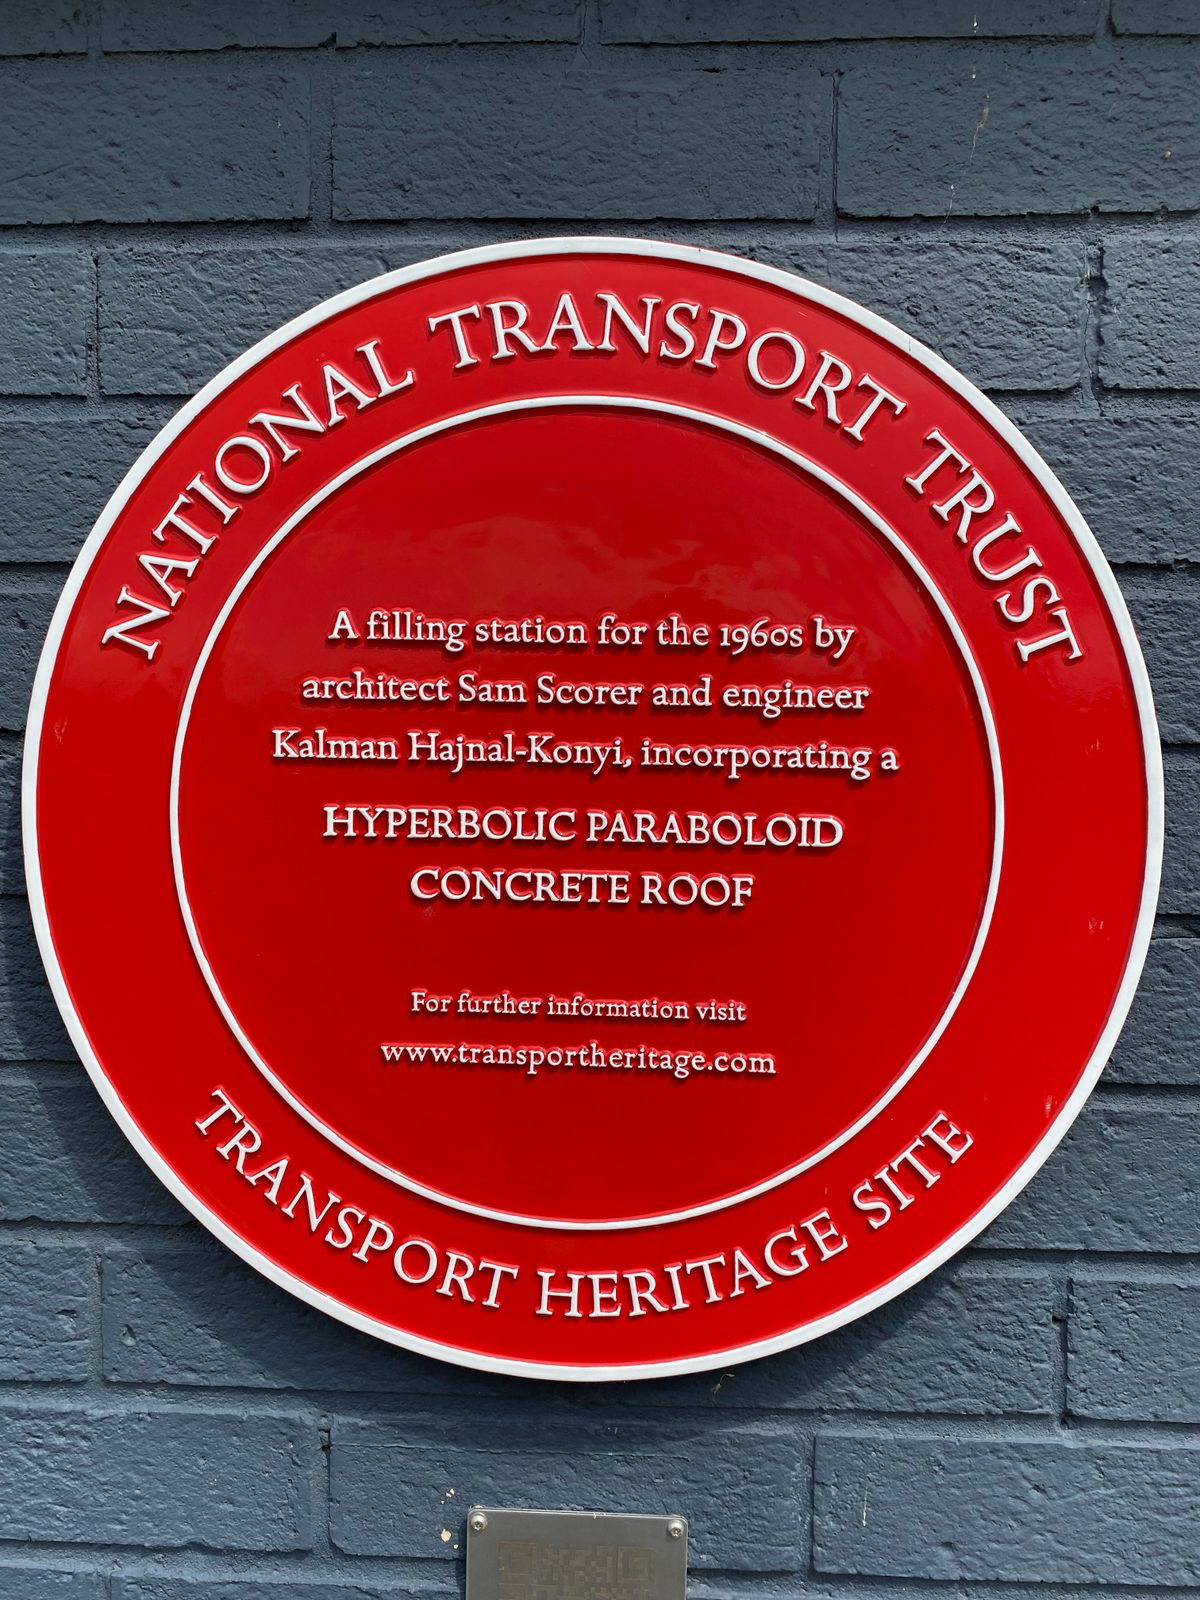 NATIONAL TRANSPORT TRUST
A filling station for the 1960s by
architect Sam Scorer and engineer
Kalman Hajnal-Konyi, incorporating a
HYPERBOLIC PARABOLOID
CONCRETE ROOF
For further information visit
www.transportheritage.com
TRANSPORT HERITAGE SITE